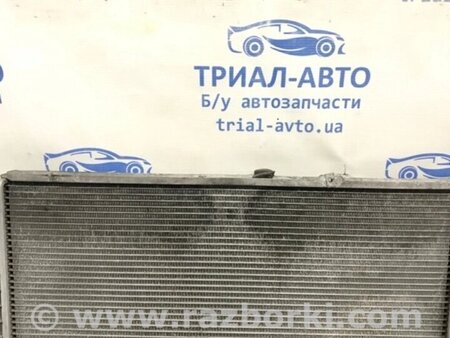 ТРИАЛ-АВТО
Б/у автозапчасти
trial-avto.ua
© www.razborki.com